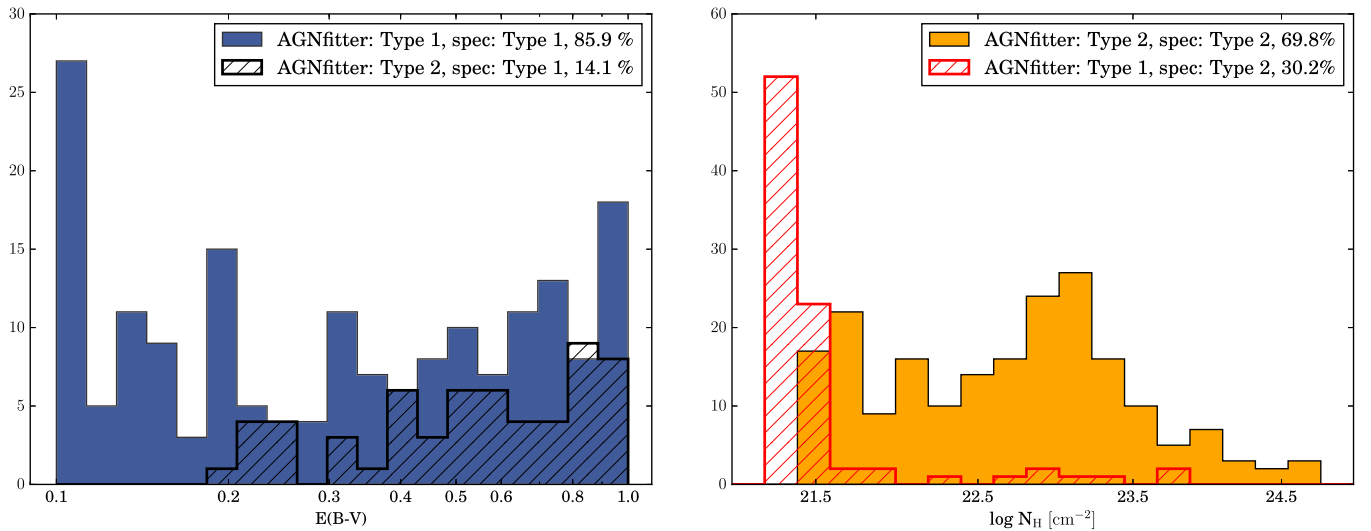 30
25
20
15
10
5
0
0.1 0.2 0.3 0.4 0.5 0.6 0.8 1.0
E(B-V)
AGNfitter: Type 1, spec: Type 1, 85.9 %
AGNfitter: Type 2, spec: Type 1, 14.1 %
60
50
40
30
20
10
0
21.5 22.5 23.5 24.5
log N_H [cm⁻²]
AGNfitter: Type 2, spec: Type 2, 69.8%
AGNfitter: Type 1, spec: Type 2, 30.2%